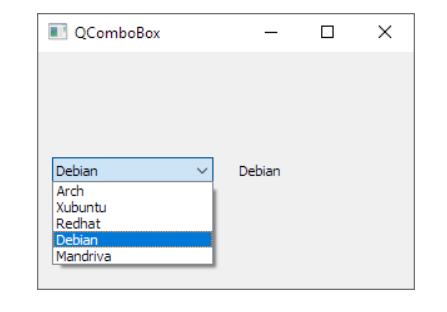 QComboBox
Debian Debian
Arch
Xubuntu
Redhat
Debian
Mandriva